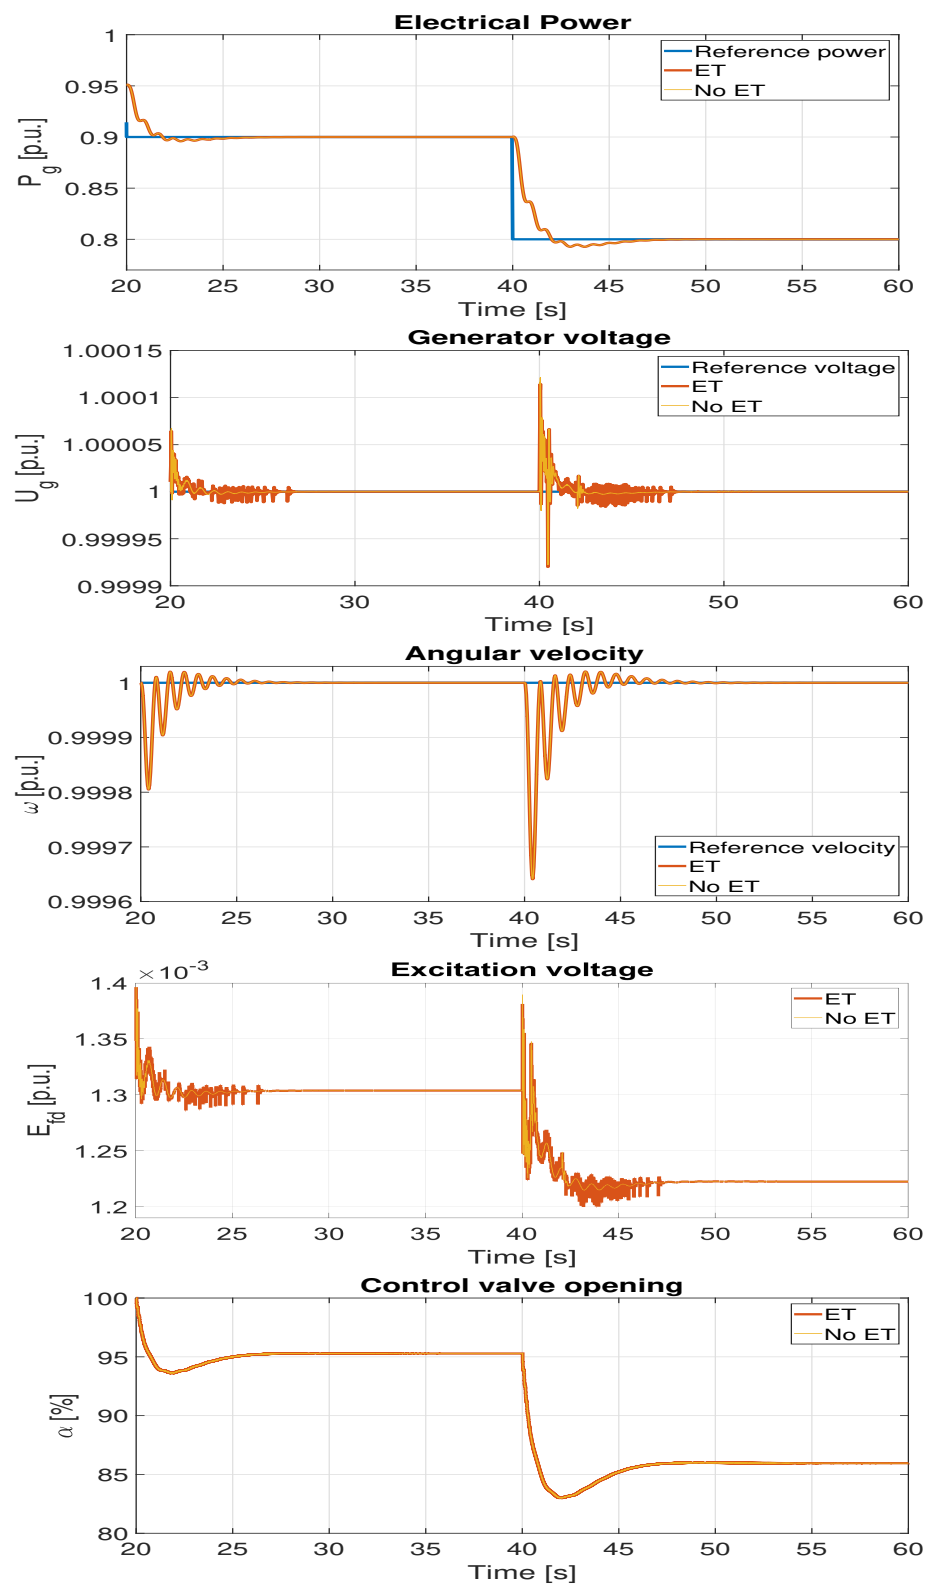 Electrical Power
1
0.95
0.9
0.85
0.8
P_g [p.u.]
Reference power
ET
No ET
20 25 30 35 40 45 50 55 60
Time [s]
Generator voltage
1.00015
1.0001
1.00005
1
0.99995
0.9999
U_g [p.u.]
Reference voltage
ET
No ET
20 30 40 50 60
Time [s]
Angular velocity
1
0.9999
0.9998
0.9997
0.9996
ω [p.u.]
Reference velocity
ET
No ET
20 25 30 35 40 45 50 55 60
Time [s]
Excitation voltage
×10^-3
1.4
1.35
1.3
1.25
1.2
E_fd [p.u.]
ET
No ET
20 25 30 35 40 45 50 55 60
Time [s]
Control valve opening
100
95
90
85
80
α [%]
ET
No ET
20 25 30 35 40 45 50 55 60
Time [s]